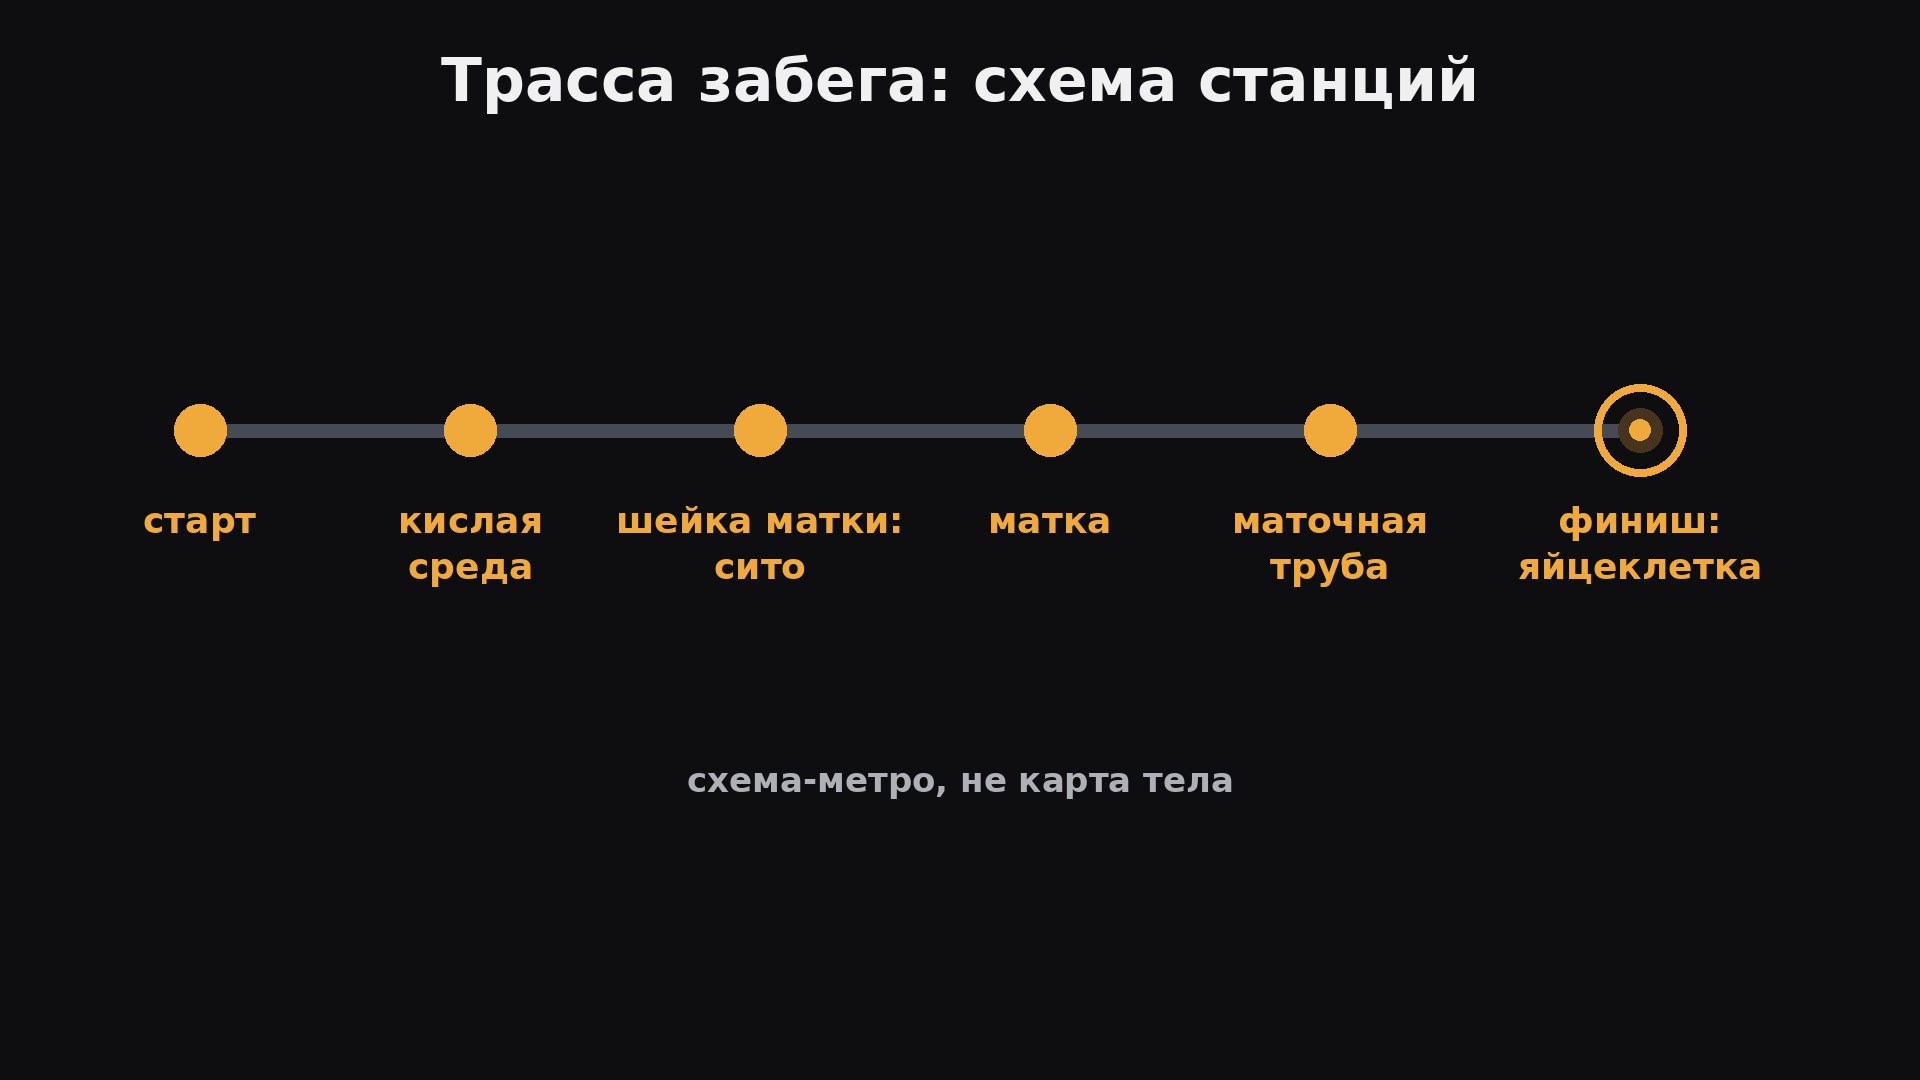 Трасса забега: схема станций
старт
кислая
среда
шейка матки:
сито
матка
маточная
труба
финиш:
яйцеклетка
схема-метро, не карта тела